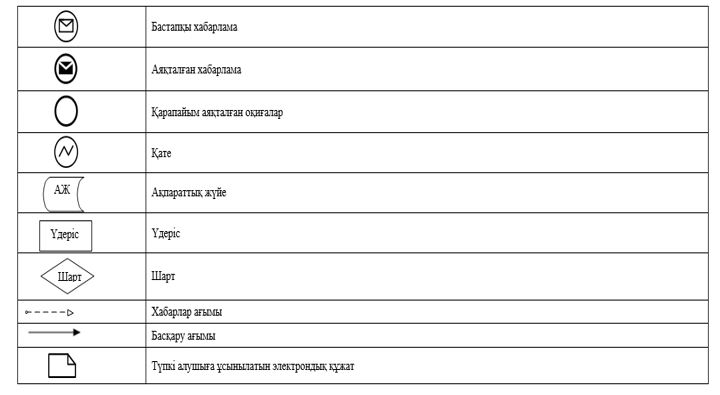 Бастапқы хабарлама
Аяқталған хабарлама
Қарапайым аяқталған оқиғалар
Қате
АЖ
Ақпараттық жүйе
Үдеріс
Үдеріс
Шарт
Шарт
Хабарлар ағымы
Басқару ағымы
Түпкі алушыға ұсынылатын электрондық құжат